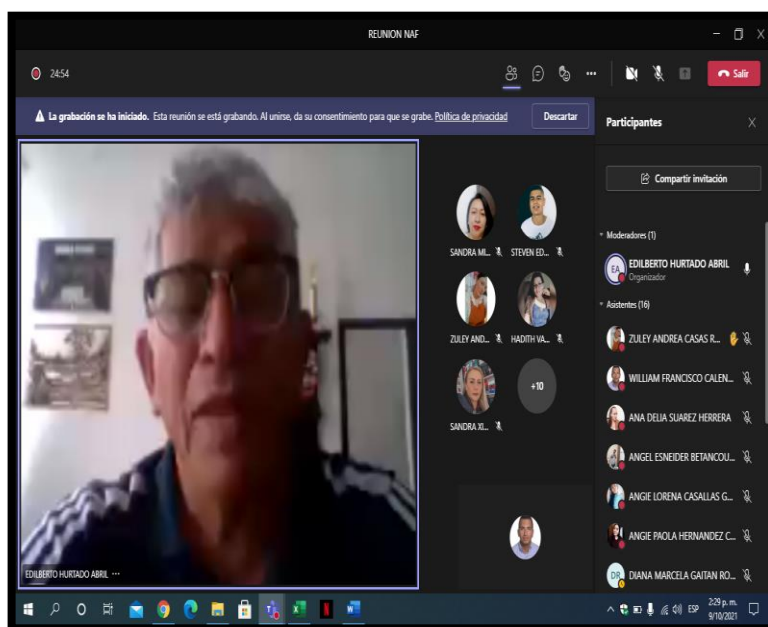 REUNION NAF
24:54
Salir
La grabación se ha iniciado. Esta reunión se está grabando. Al unirse, da su consentimiento para que se grabe. Política de privacidad
Descartar
EDILBERTO HURTADO ABRIL
SANDRA MI...
STEVEN ED...
ZULEY AND...
HADITH VA...
SANDRA XI...
+10
Participantes
Compartir invitación
Moderadores (1)
EA
EDILBERTO HURTADO ABRIL
Organizador
Asistentes (16)
ZULEY ANDREA CASAS R...
WILLIAM FRANCISCO CALEN...
ANA DELIA SUAREZ HERRERA
ANGEL ESNEIDER BETANCOU...
ANGIE LORENA CASALLAS G...
ANGIE PAOLA HERNANDEZ C...
DR
DIANA MARCELA GAITAN RO...
ESP
2:29 p. m.
9/10/2021